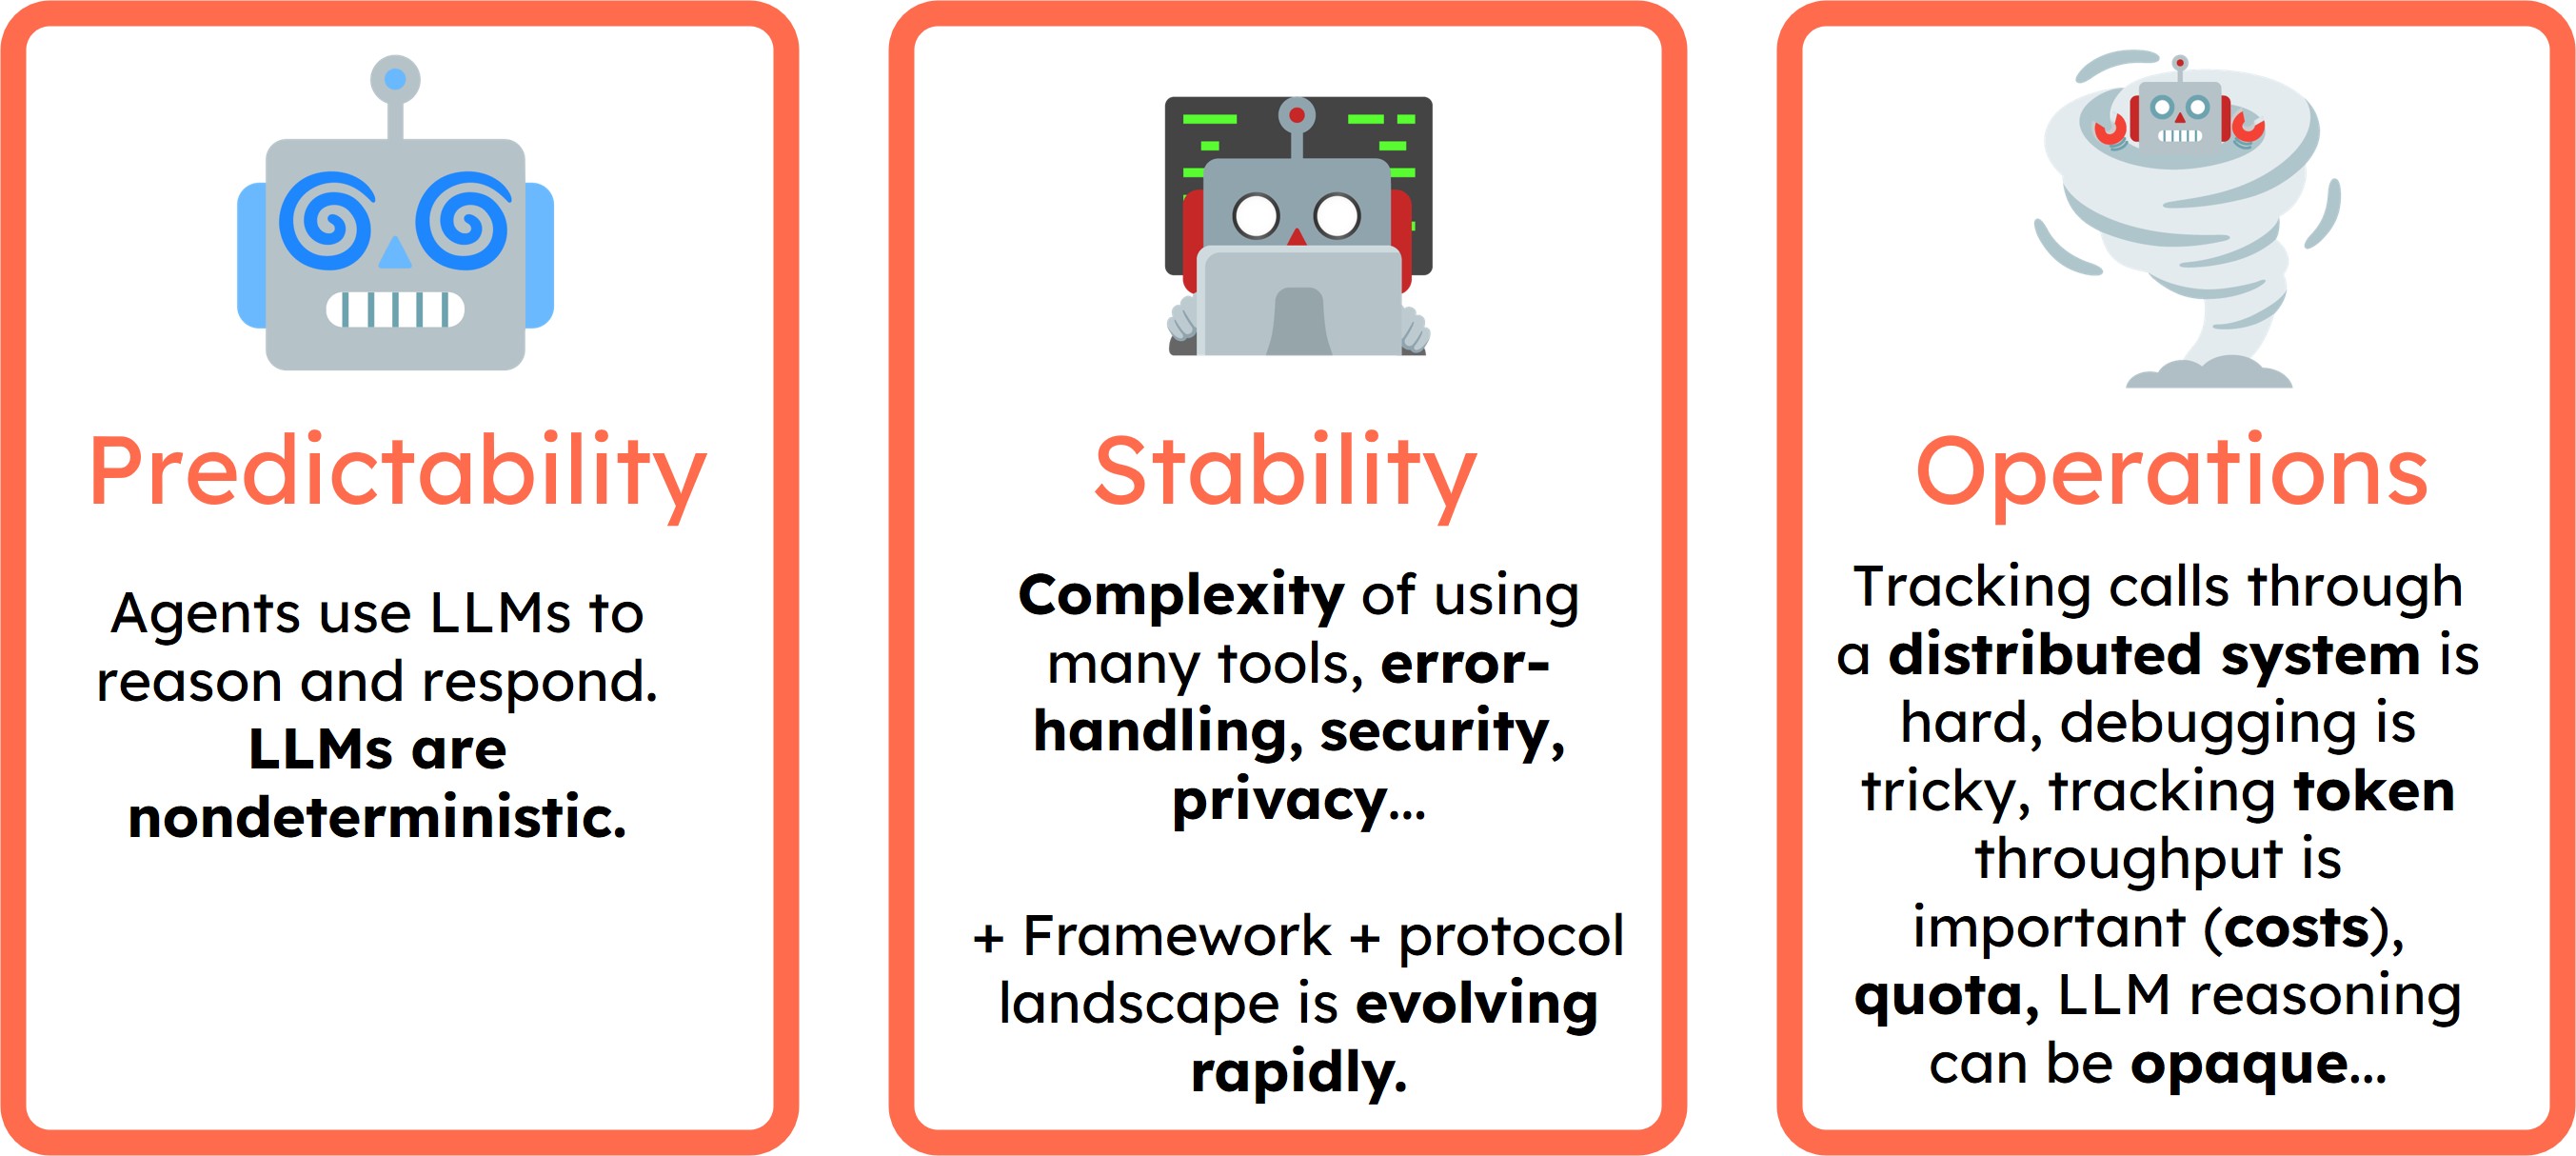 Predictability
Agents use LLMs to
reason and respond.
LLMs are
nondeterministic.
Stability
Complexity of using
many tools, error-
handling, security,
privacy...
+ Framework + protocol
landscape is evolving
rapidly.
Operations
Tracking calls through
a distributed system is
hard, debugging is
tricky, tracking token
throughput is
important (costs),
quota, LLM reasoning
can be opaque...